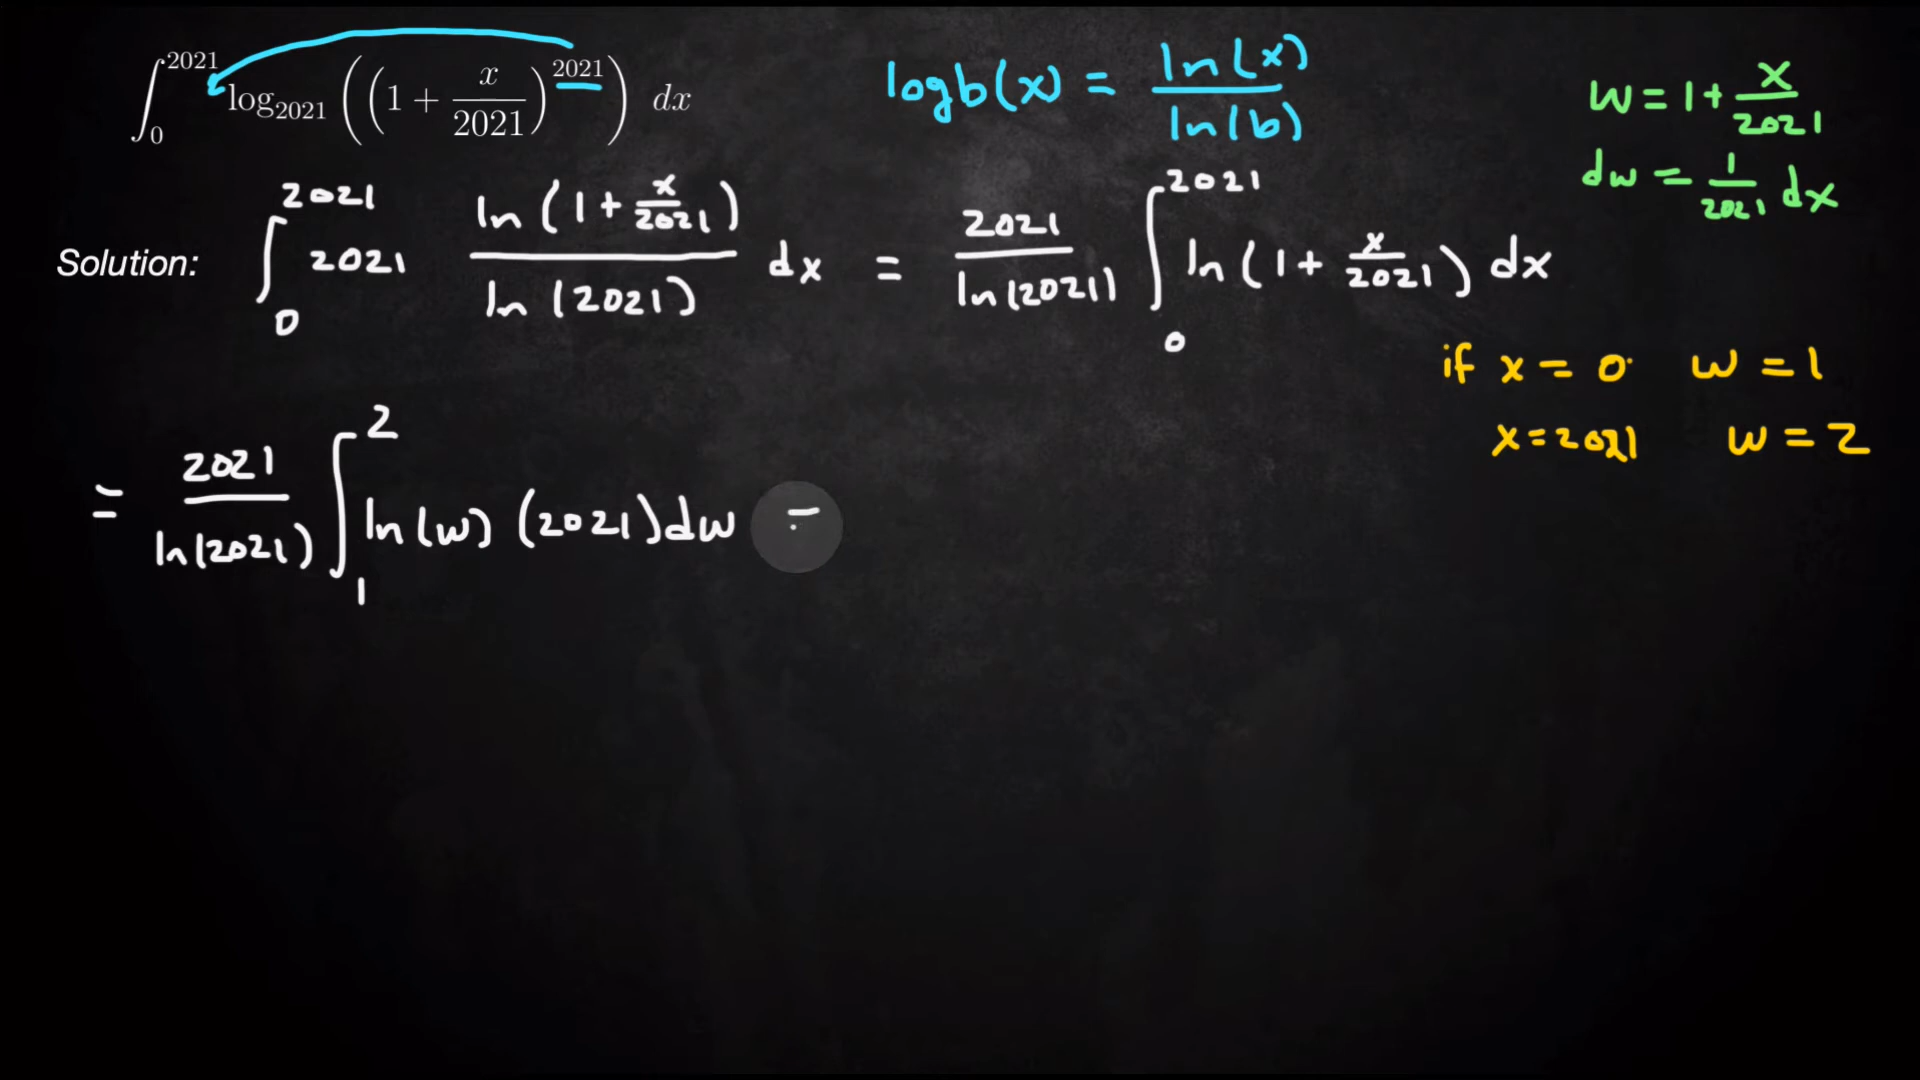 ∫_0^2021 log_2021 ((1 + x/2021)^2021) dx
logb(x) = ln(x)/ln(b)
w = 1 + x/2021
dw = 1/2021 dx
Solution: ∫_0^2021 2021 ln(1 + x/2021)/ln(2021) dx = 2021/ln(2021) ∫_0^2021 ln(1 + x/2021) dx
if x = 0 w = 1
x = 2021 w = 2
= 2021/ln(2021) ∫_1^2 ln(w) (2021) dw =